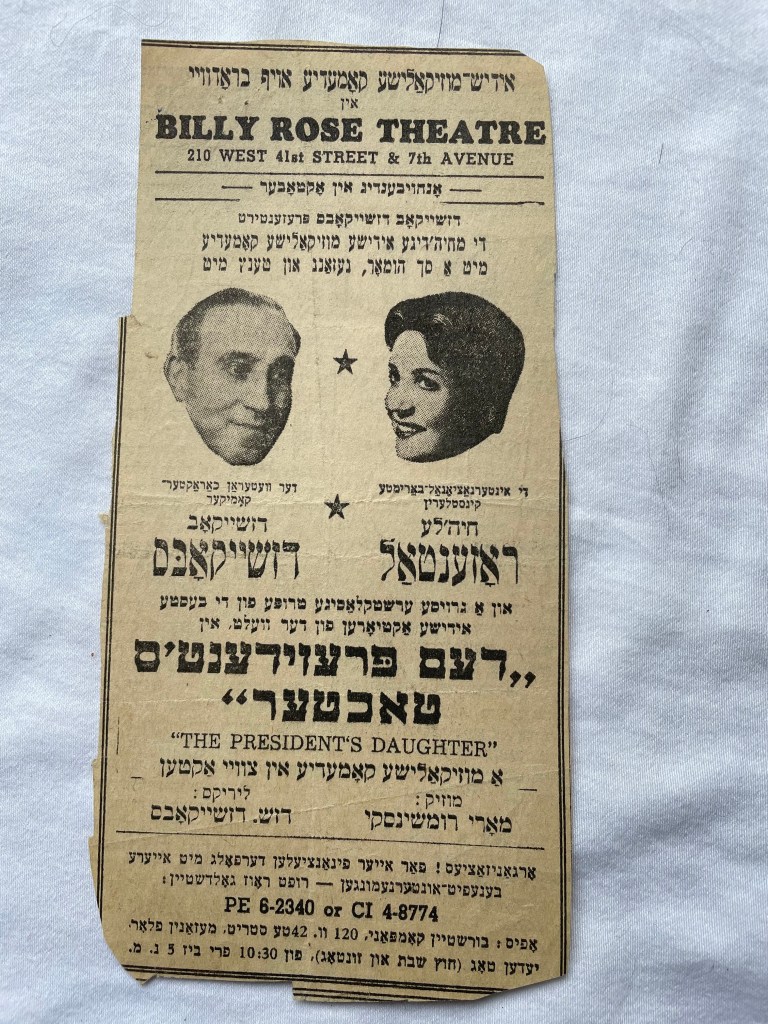 אידיש־מוזיקאַלישע קאָמעדיע אויף בראָדוויי
אין
BILLY ROSE THEATRE
210 WEST 41st STREET & 7th AVENUE
— אָנהויבענדיג אין אָקטאָבער —
דזשייקאָב דזשייקאָבס פּרעזענטירט
די מחיה׳דיגע אידישע מוזיקאַלישע קאָמעדיע
מיט אַ סך הומאָר, געזאַנג און טענץ מיט
די אינטערנאַציאָנאַל־באַרימטע
קינסטלערין
חיה׳לע
ראָזענטאַל
דער וועטעראַן כאַראַקטער־
קאָמיקער
דזשייקאָב
דזשייקאָבס
און אַ גרויסע ערשטקלאַסיגע טרופּע פון די בעסטע
אידישע אַקטיאָרען פון דער וועלט, אין
„דעם פּרעזידענט׳ס
טאָכטער“
“THE PRESIDENT'S DAUGHTER”
אַ מוזיקאַלישע קאָמעדיע אין צוויי אַקטען
מוזיק :
מאָרי רומשינסקי
ליריקס :
דזש. דזשייקאָבס
אָרגאַניזאַציעס ! פאַר אייער פינאַנציעלען דערפאָלג מיט אייערע
בענעפיט־אונטערנעמונגען — רופט ראָוז גאָלדשטיין :
PE 6-2340 or CI 4-8774
אָפיס : בורשטיין קאָמפּאַני, 120 וו. 42טע סטריט, מעזאַנין פלאָר.
יעדען טאָג (חוץ שבת און זונטאָג), פון 10:30 פרי ביז 5 נ. מ.